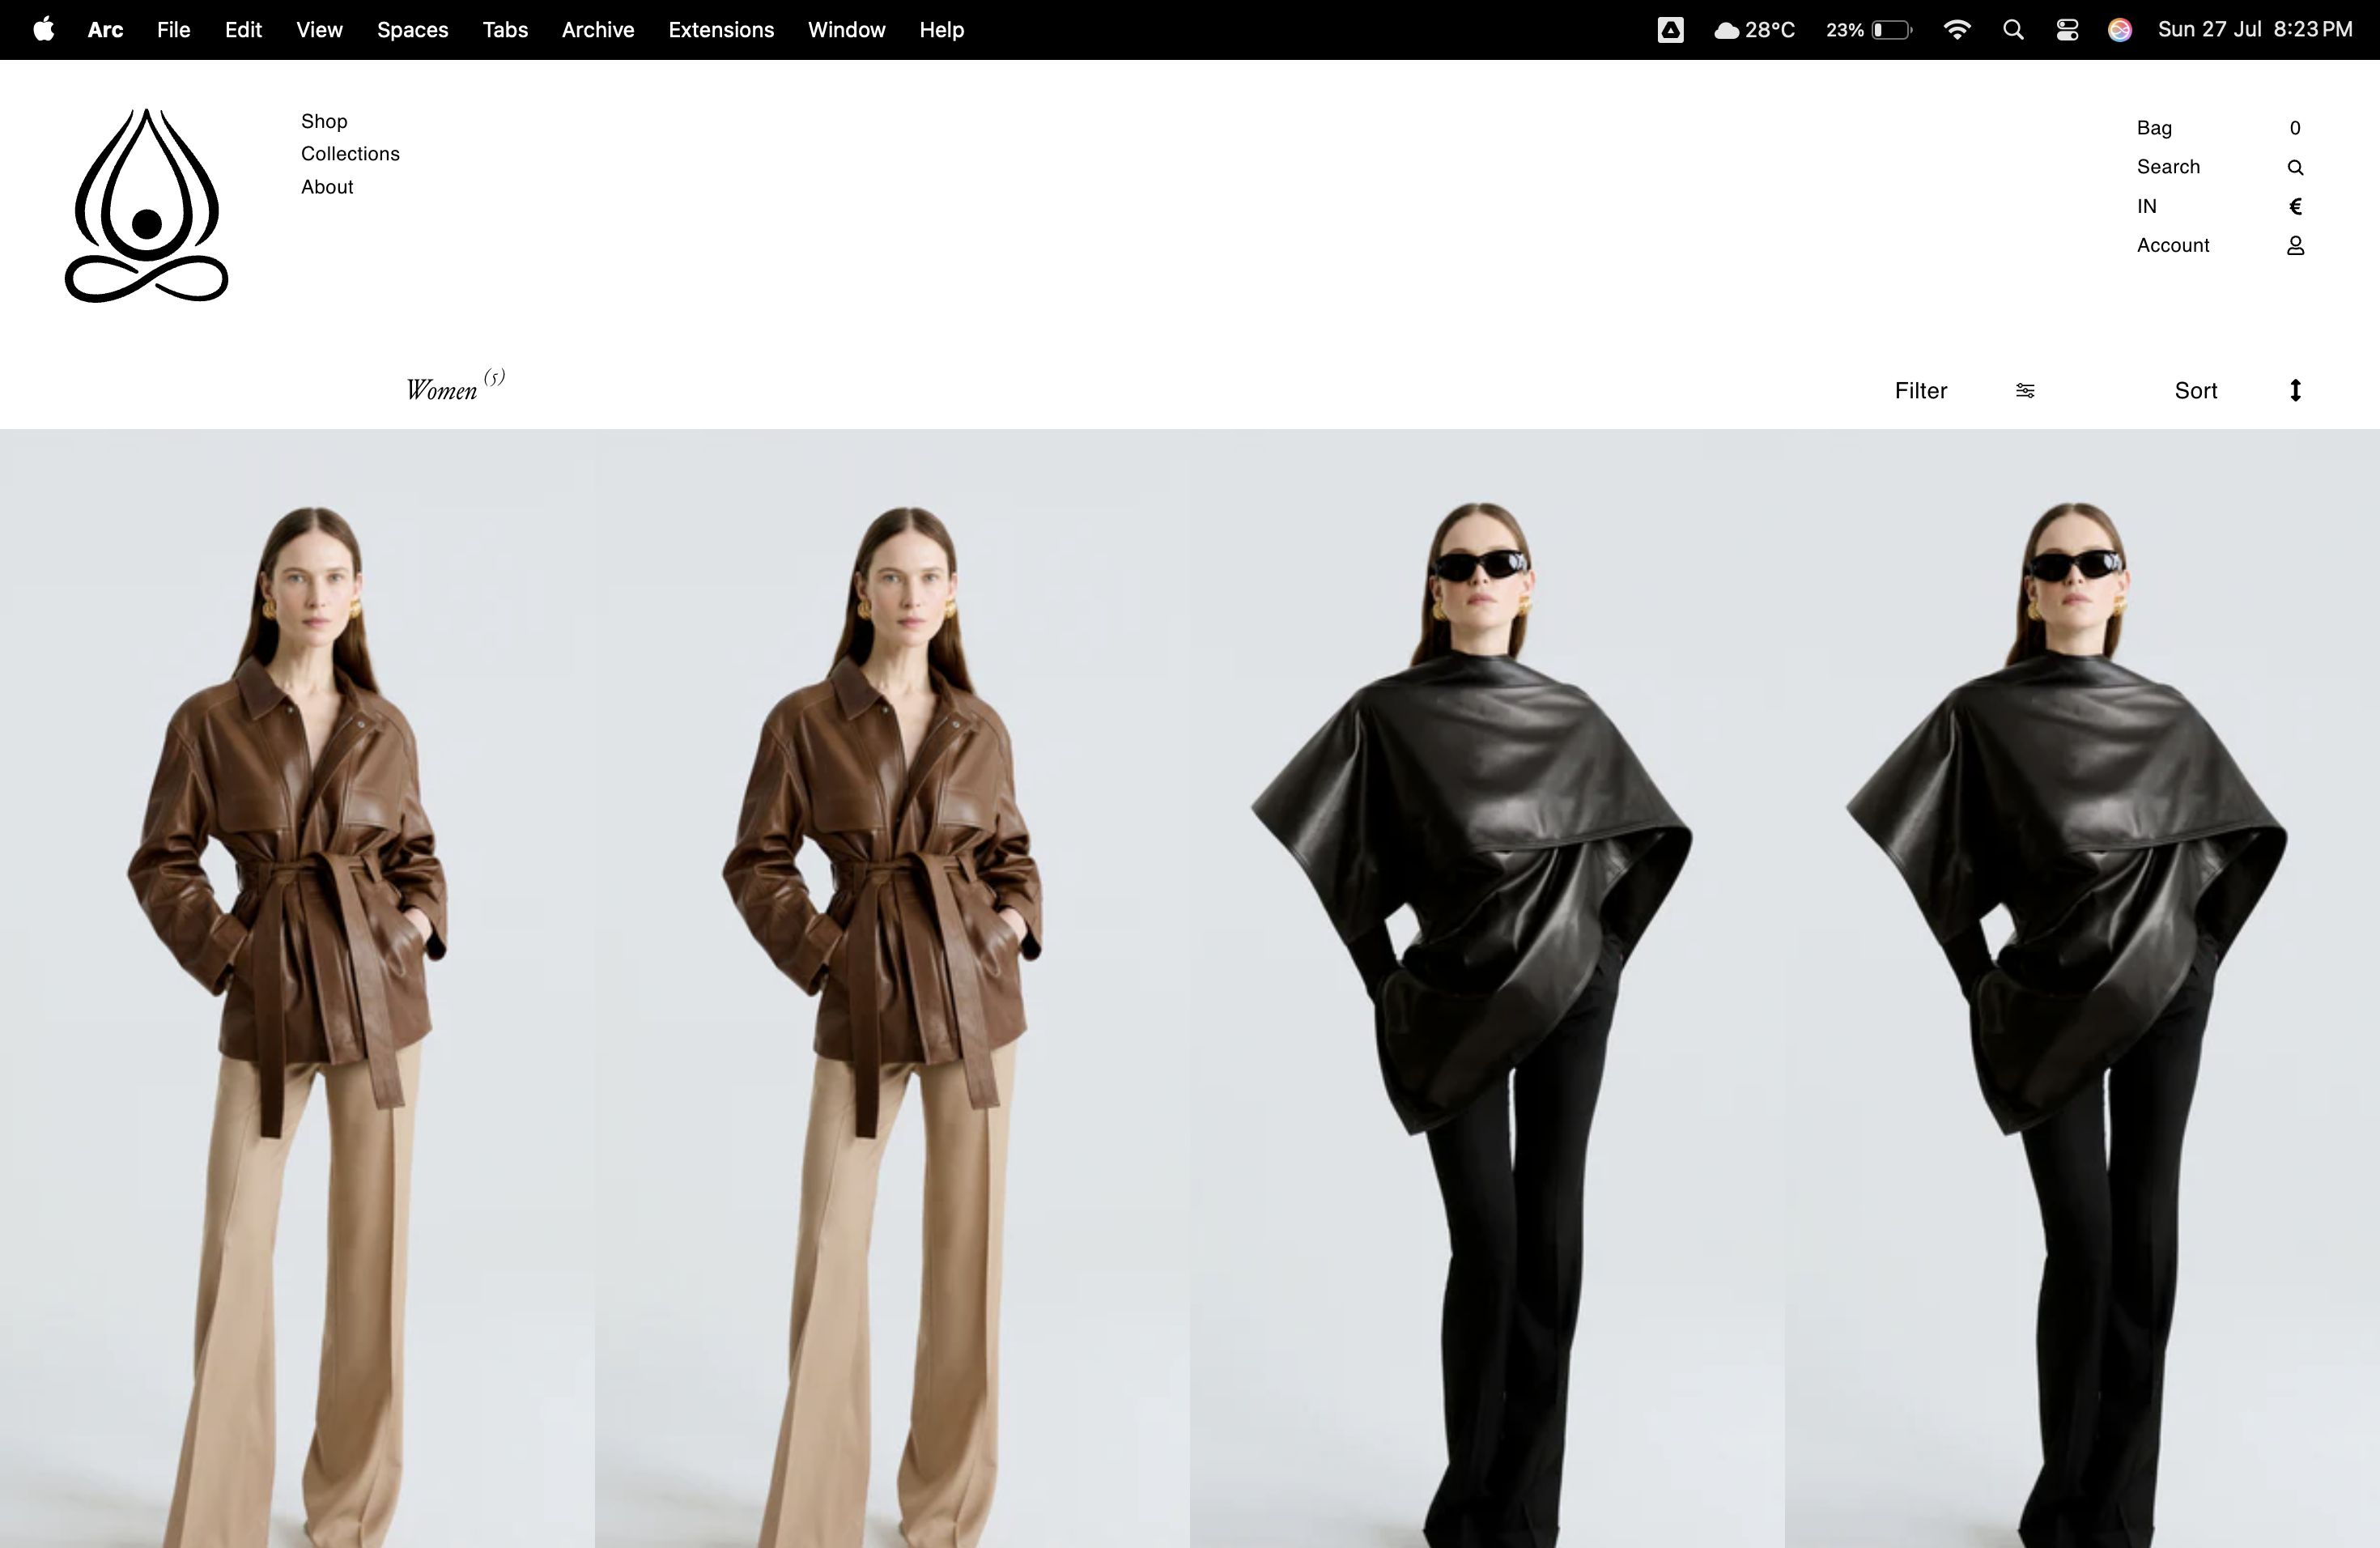 Arc File Edit View Spaces Tabs Archive Extensions Window Help 28°C 23% Sun 27 Jul 8:23 PM
Shop
Collections
About
Bag 0
Search
IN €
Account
Women (5)
Filter
Sort